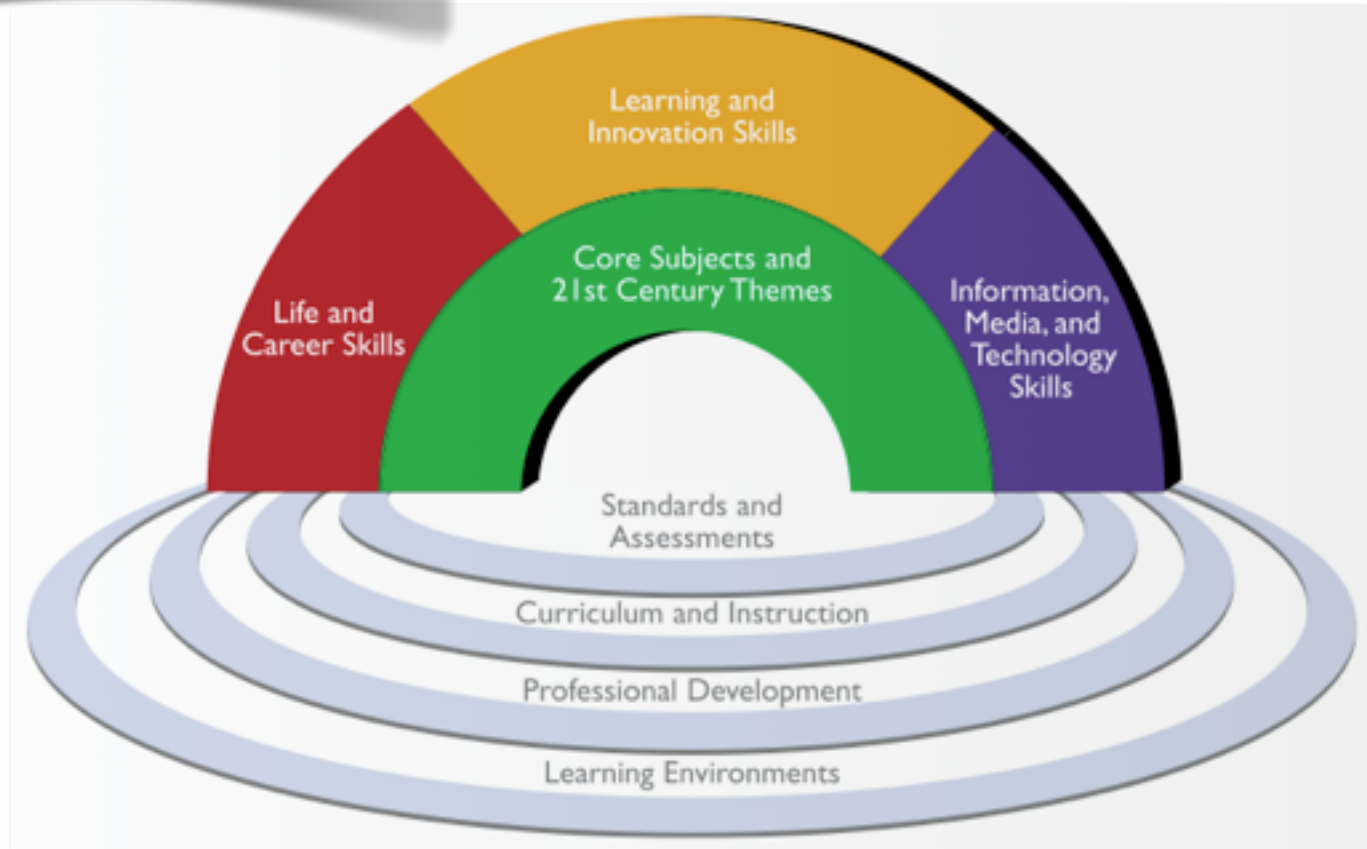 Learning and
Innovation Skills
Core Subjects and
21st Century Themes
Life and
Career Skills
Information,
Media, and
Technology
Skills
Standards and
Assessments
Curriculum and Instruction
Professional Development
Learning Environments